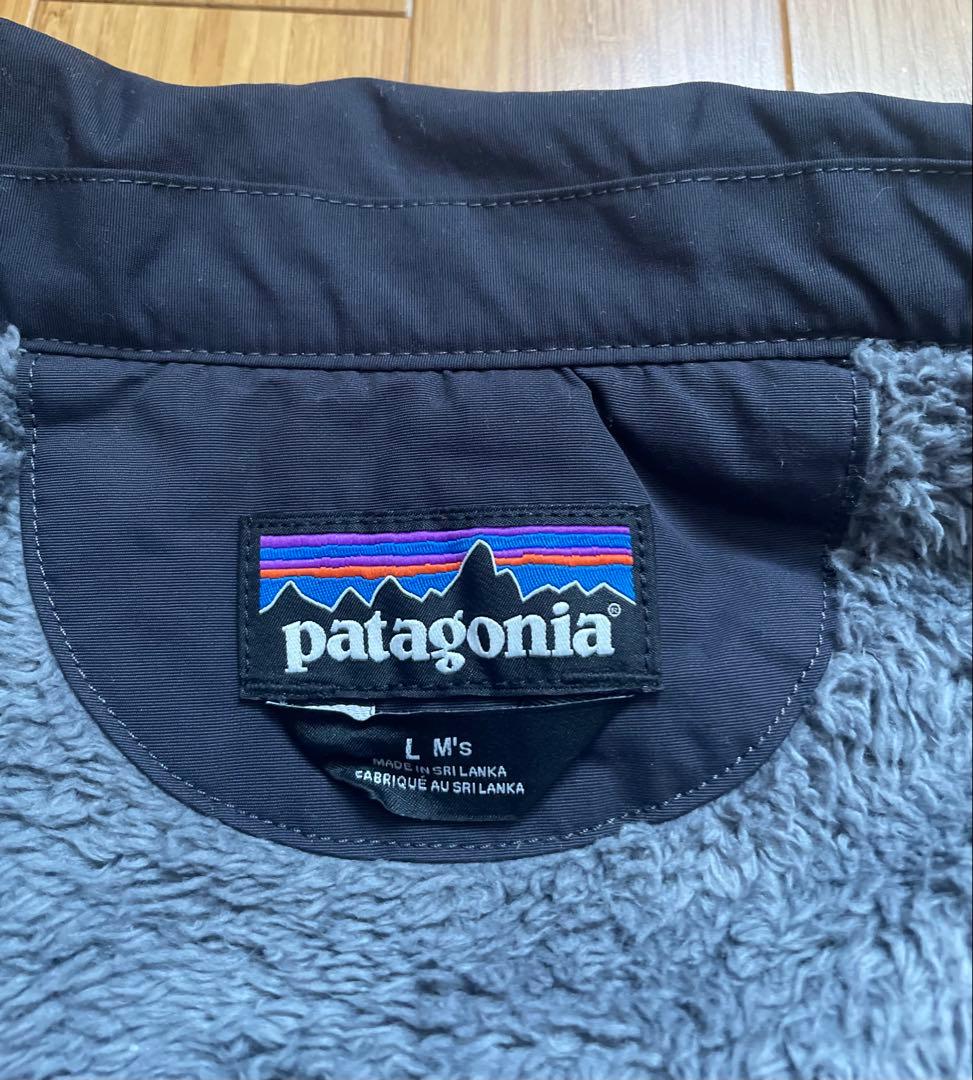 patagonia®
L M's
MADE IN SRI LANKA
FABRIQUÉ AU SRI LANKA